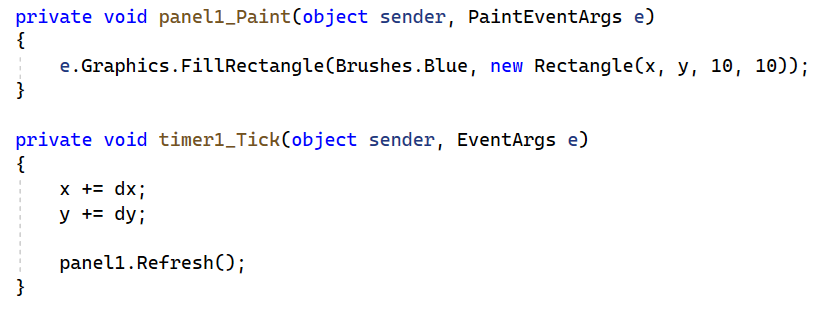 private void panel1_Paint(object sender, PaintEventArgs e)
{
    e.Graphics.FillRectangle(Brushes.Blue, new Rectangle(x, y, 10, 10));
}

private void timer1_Tick(object sender, EventArgs e)
{
    x += dx;
    y += dy;

    panel1.Refresh();
}